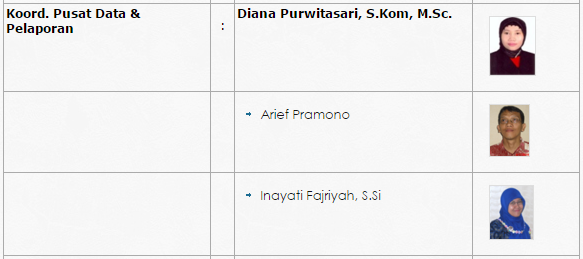 Koord. Pusat Data & : Diana Purwitasari, S.Kom, M.Sc.
Pelaporan
Arief Pramono
Inayati Fajriyah, S.Si